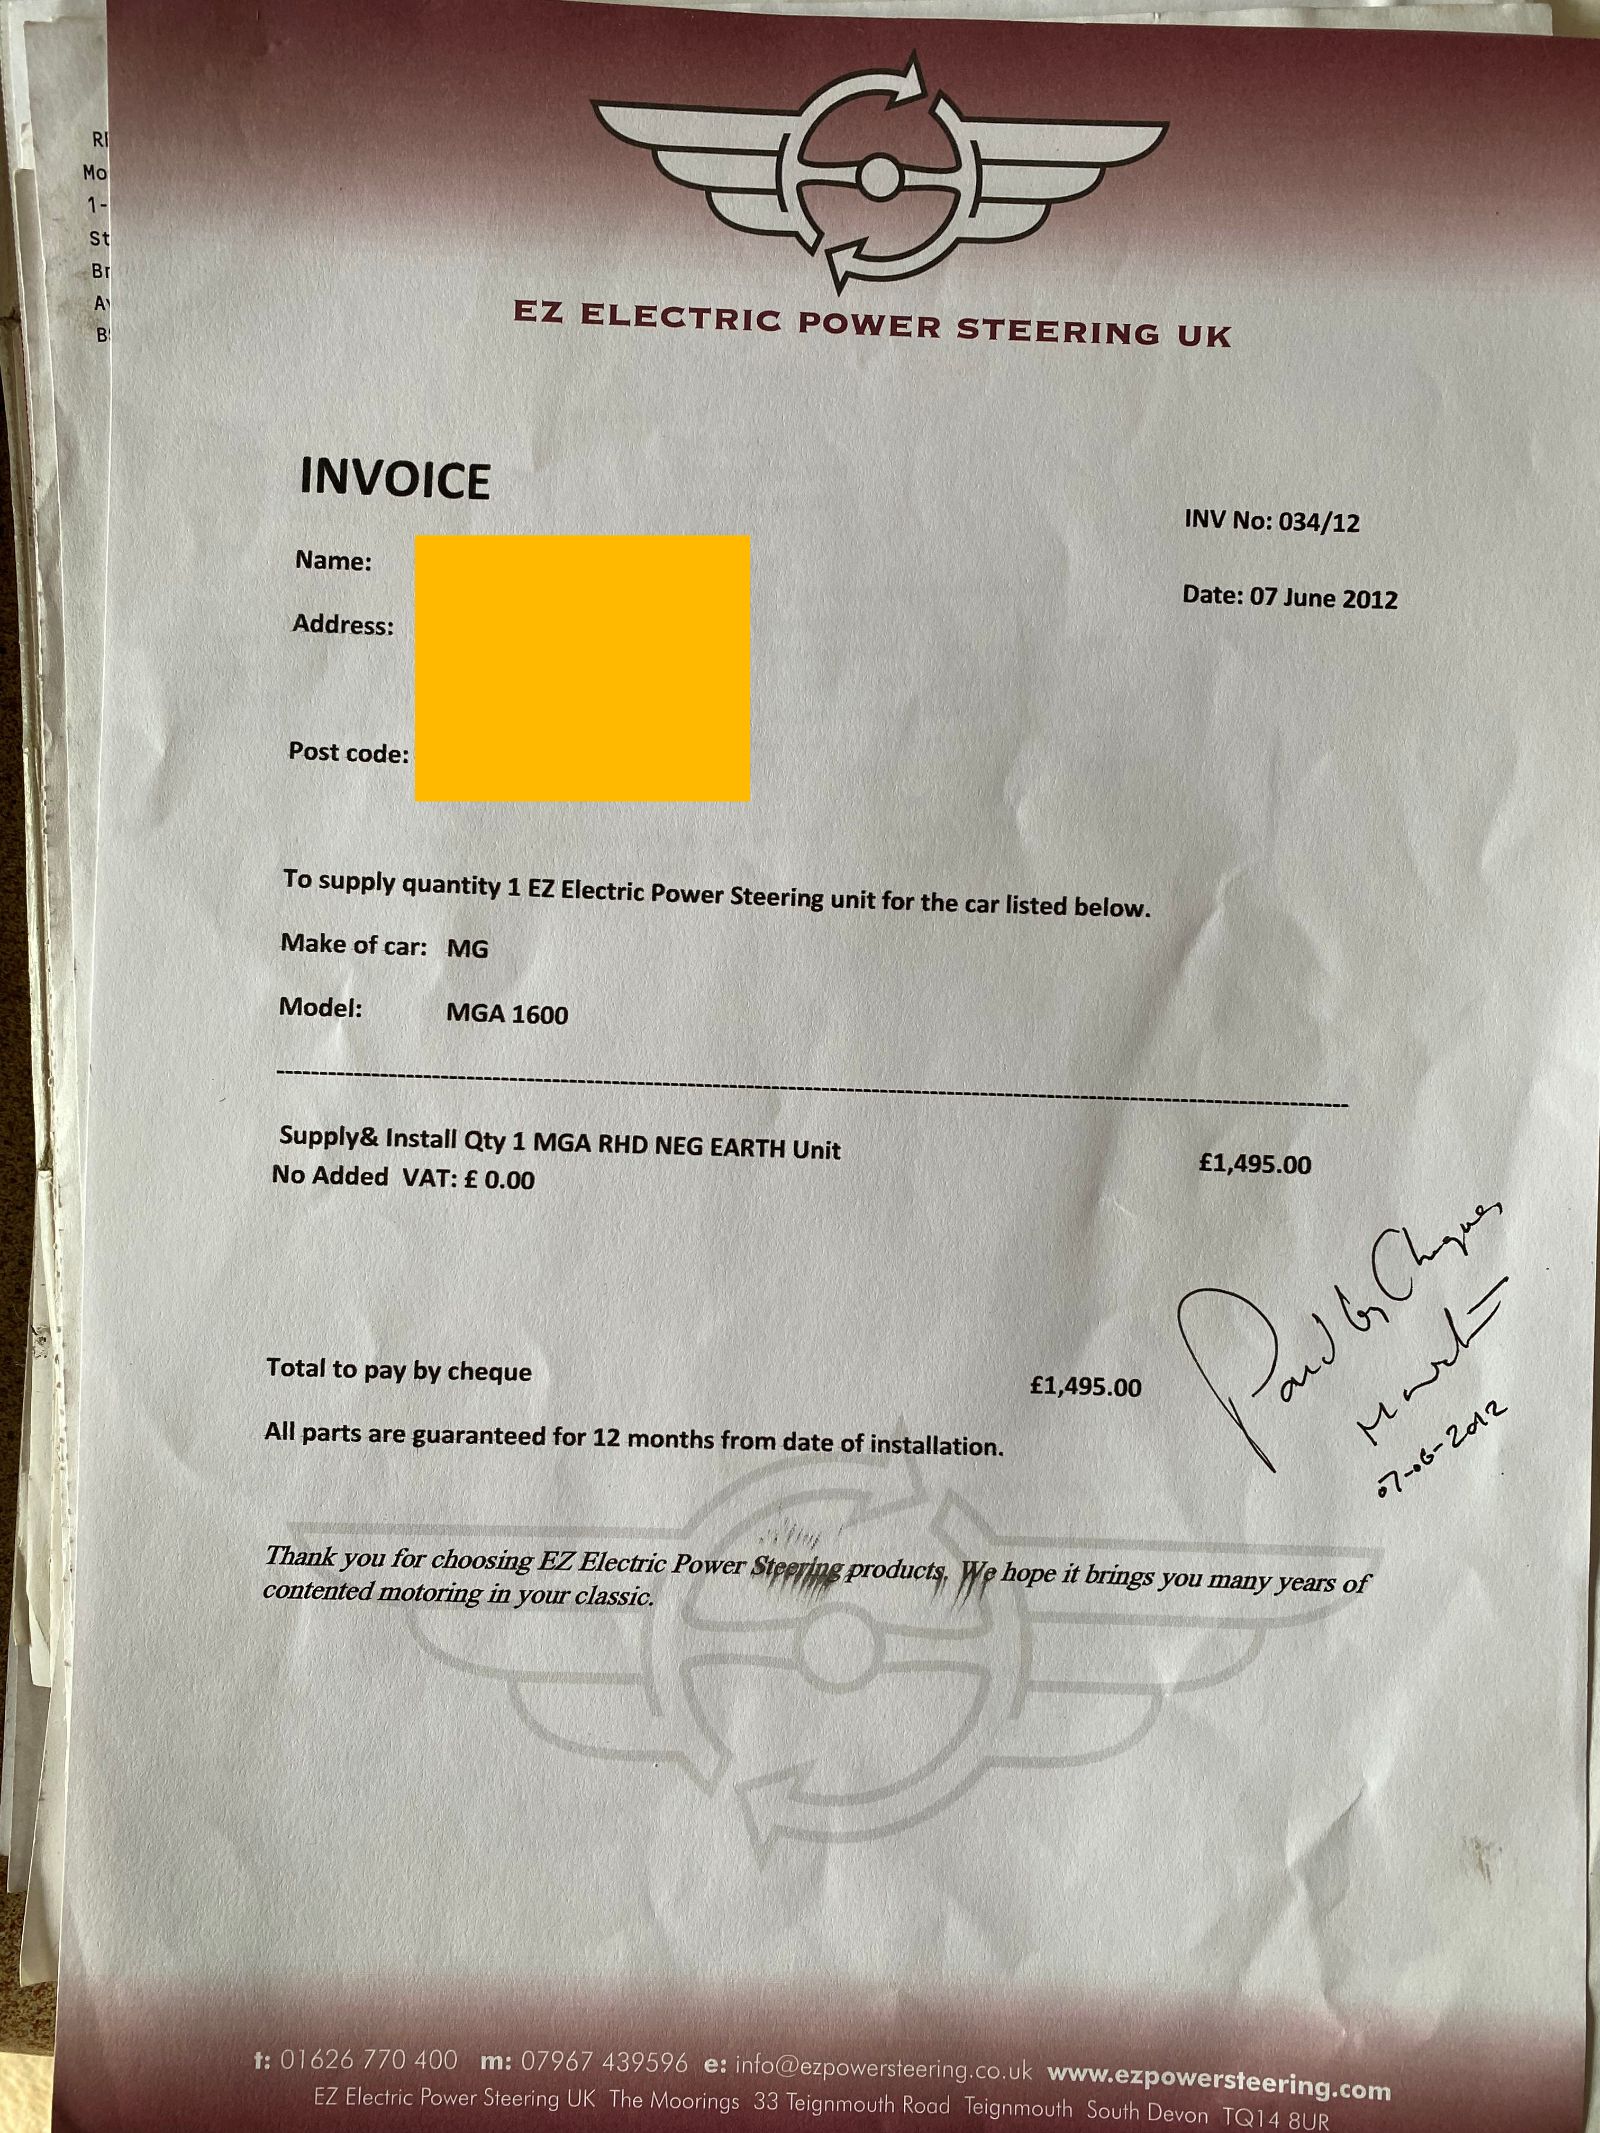 RI
Mo
1-
St
Br
A
B
EZ ELECTRIC POWER STEERING UK
INVOICE
INV No: 034/12
Name:
Date: 07 June 2012
Address:
Post code:
To supply quantity 1 EZ Electric Power Steering unit for the car listed below.
Make of car: MG
Model: MGA 1600
Supply& Install Qty 1 MGA RHD NEG EARTH Unit £1,495.00
No Added VAT: £ 0.00
Paid by Cheques
07-06-2012
Total to pay by cheque £1,495.00
All parts are guaranteed for 12 months from date of installation.
Thank you for choosing EZ Electric Power Steering products. We hope it brings you many years of
contented motoring in your classic.
t: 01626 770 400 m: 07967 439596 e: info@ezpowersteering.co.uk www.ezpowersteering.com
EZ Electric Power Steering UK The Moorings 33 Teignmouth Road Teignmouth South Devon TQ14 8UR